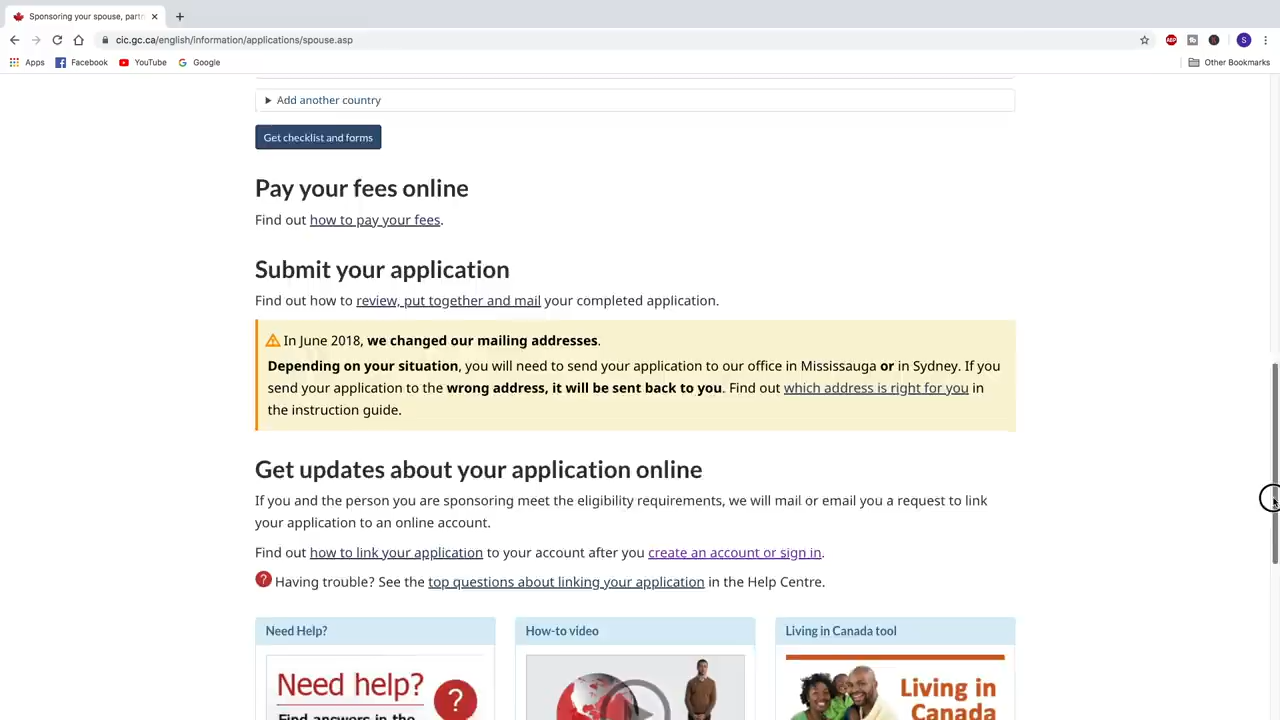 Sponsoring your spouse, partn
cic.gc.ca/english/information/applications/spouse.asp
ABP
S
Apps Facebook YouTube Google Other Bookmarks
Add another country
Get checklist and forms
Pay your fees online
Find out how to pay your fees.
Submit your application
Find out how to review, put together and mail your completed application.
In June 2018, we changed our mailing addresses.
Depending on your situation, you will need to send your application to our office in Mississauga or in Sydney. If you
send your application to the wrong address, it will be sent back to you. Find out which address is right for you in
the instruction guide.
Get updates about your application online
If you and the person you are sponsoring meet the eligibility requirements, we will mail or email you a request to link
your application to an online account.
Find out how to link your application to your account after you create an account or sign in.
? Having trouble? See the top questions about linking your application in the Help Centre.
Need Help? How-to video Living in Canada tool
Need help? ?
Find answers in the
Living in
Canada